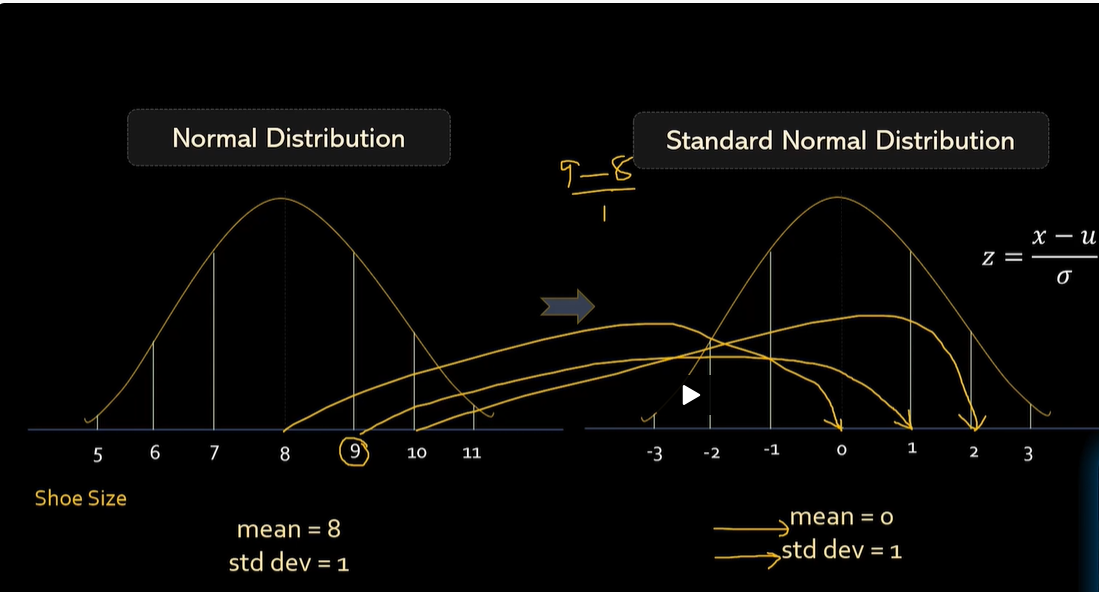 Normal Distribution
Standard Normal Distribution
9 – 8
1
z = x – u
σ
5 6 7 8 9 10 11
-3 -2 -1 0 1 2 3
Shoe Size
mean = 8
std dev = 1
mean = 0
std dev = 1